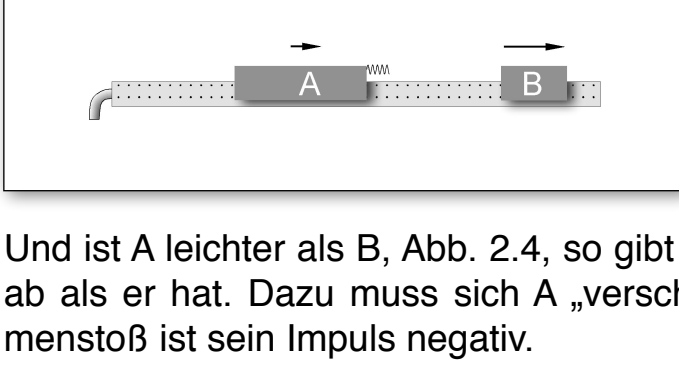 A B
Und ist A leichter als B, Abb. 2.4, so gibt
ab als er hat. Dazu muss sich A „versch
menstoß ist sein Impuls negativ.